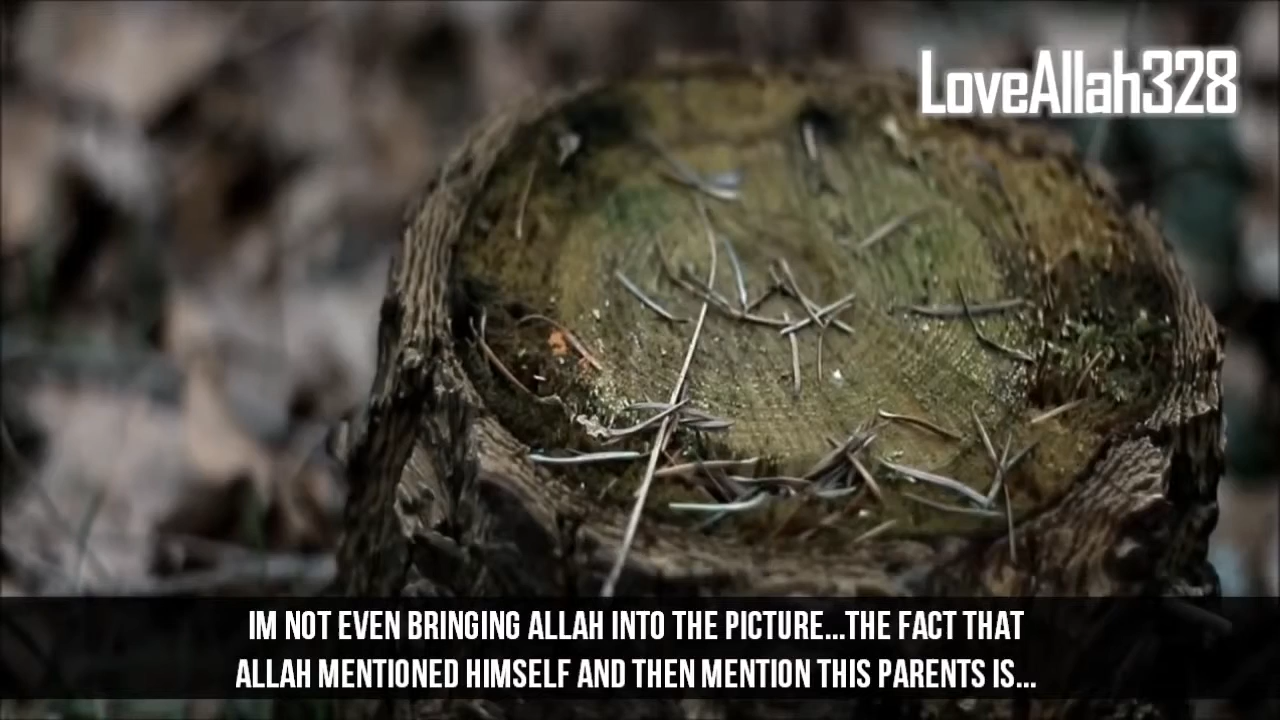 LoveAllah328
IM NOT EVEN BRINGING ALLAH INTO THE PICTURE...THE FACT THAT
ALLAH MENTIONED HIMSELF AND THEN MENTION THIS PARENTS IS...